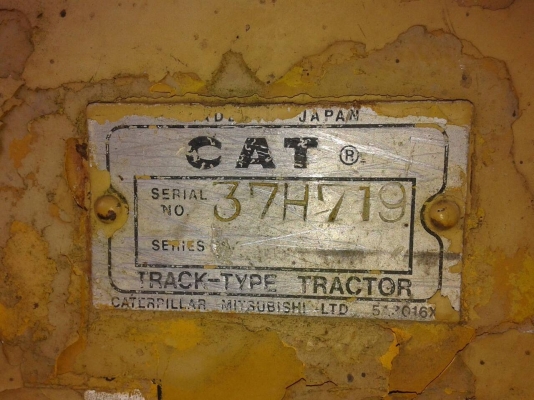 JAPAN
CAT ®
SERIAL NO. 37H719
SERIES
TRACK-TYPE TRACTOR
CATERPILLAR MITSUBISHI LTD.